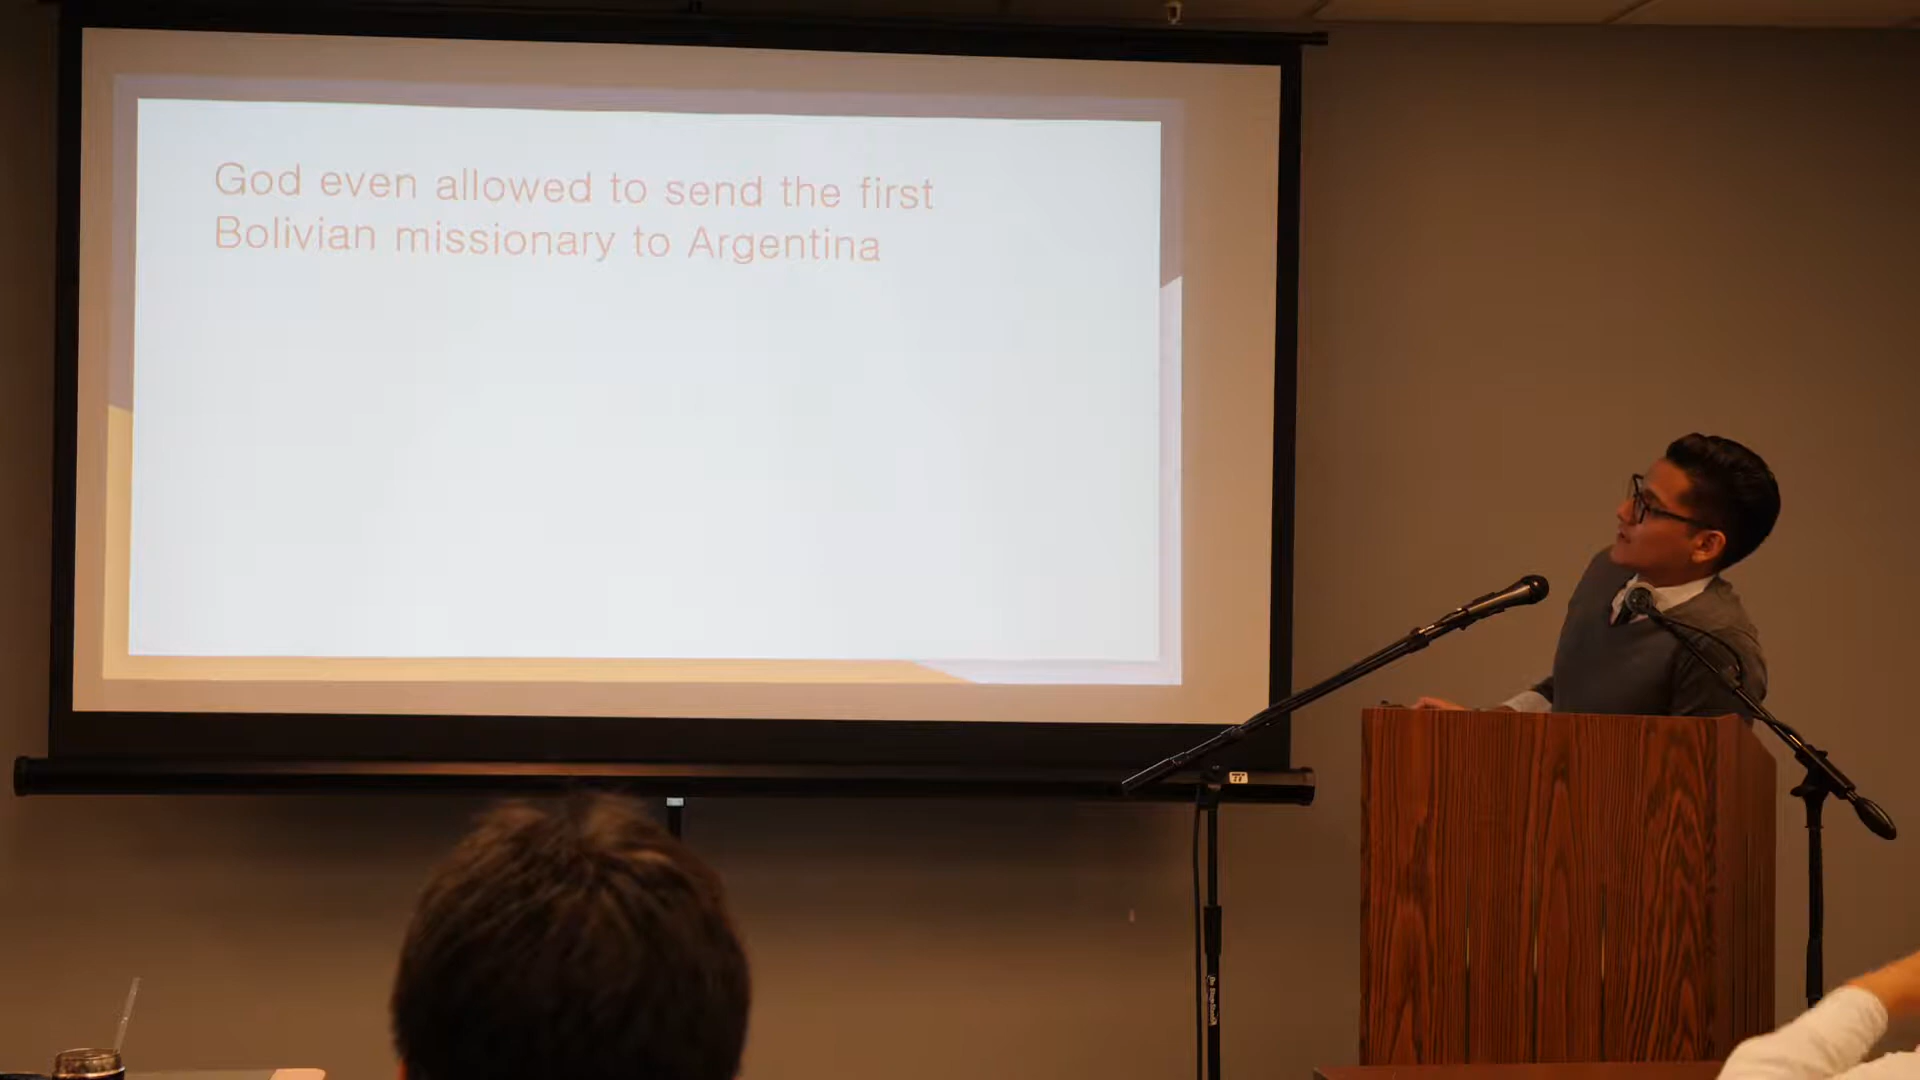 God even allowed to send the first
Bolivian missionary to Argentina